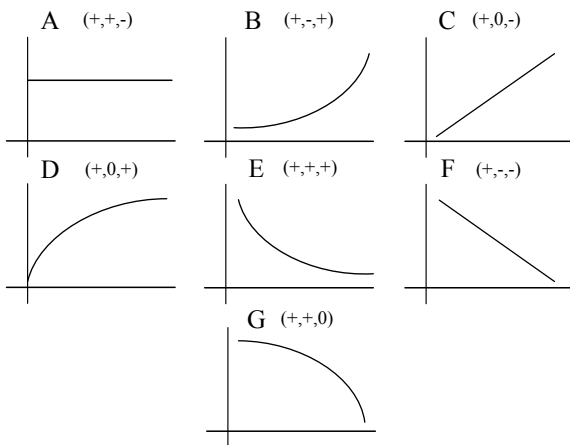 A (+,+,-)
B (+,-,+)
C (+,0,-)
D (+,0,+)
E (+,+,+)
F (+,-,-)
G (+,+,0)